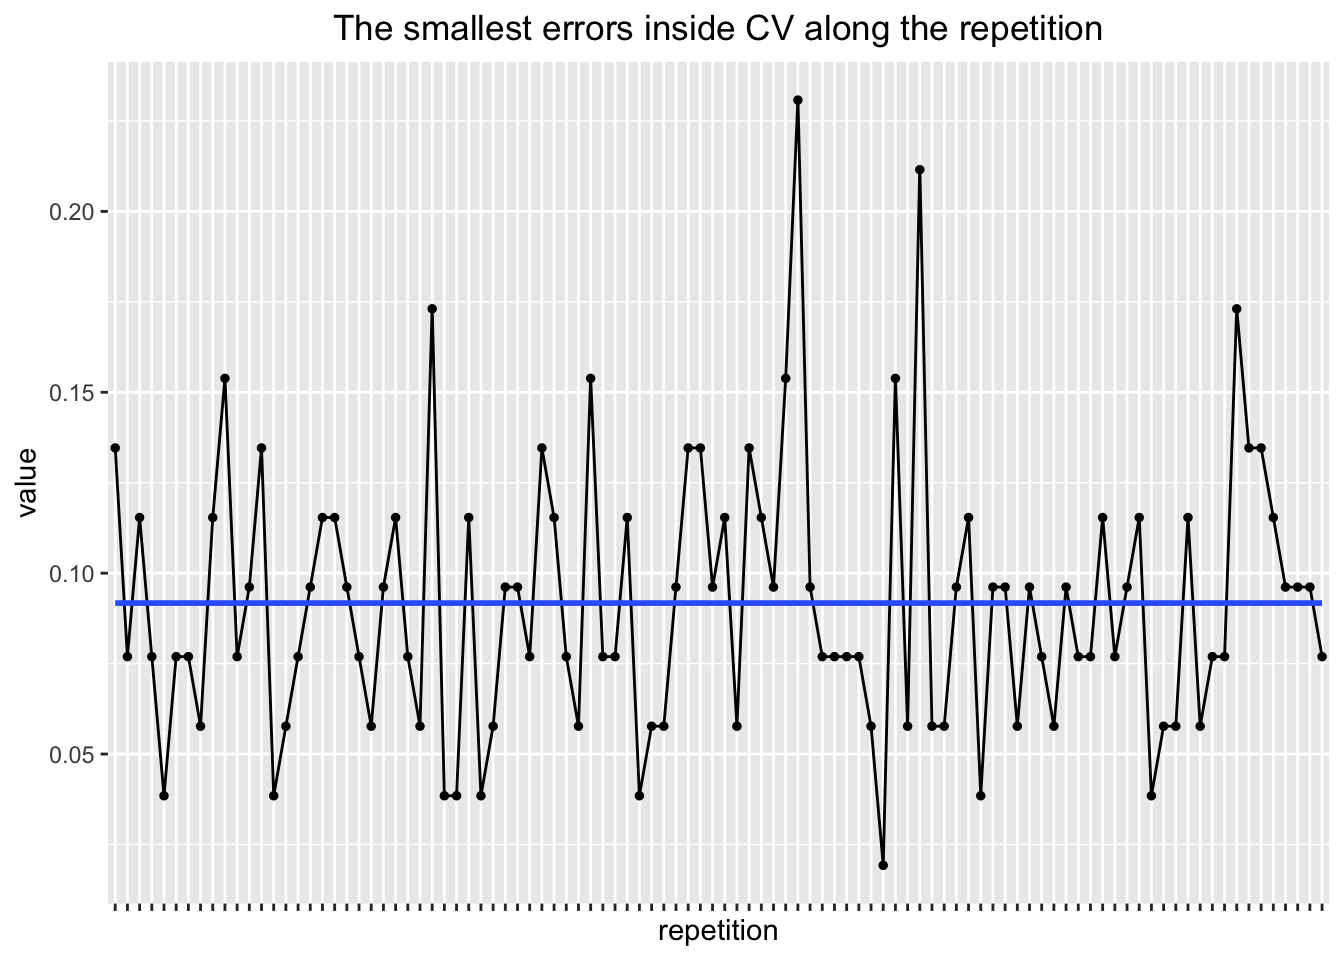 The smallest errors inside CV along the repetition
0.20
0.15
0.10
0.05
value
repetition